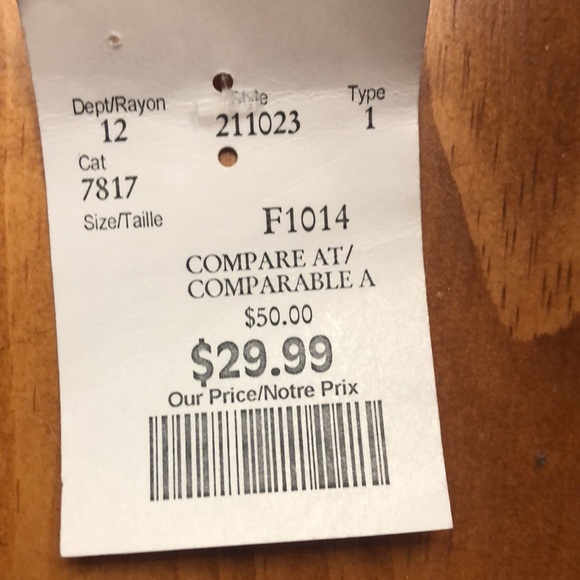 Dept/Rayon Style Type
12 211023 1
Cat
7817
Size/Taille F1014
COMPARE AT/
COMPARABLE A
$50.00
$29.99
Our Price/Notre Prix